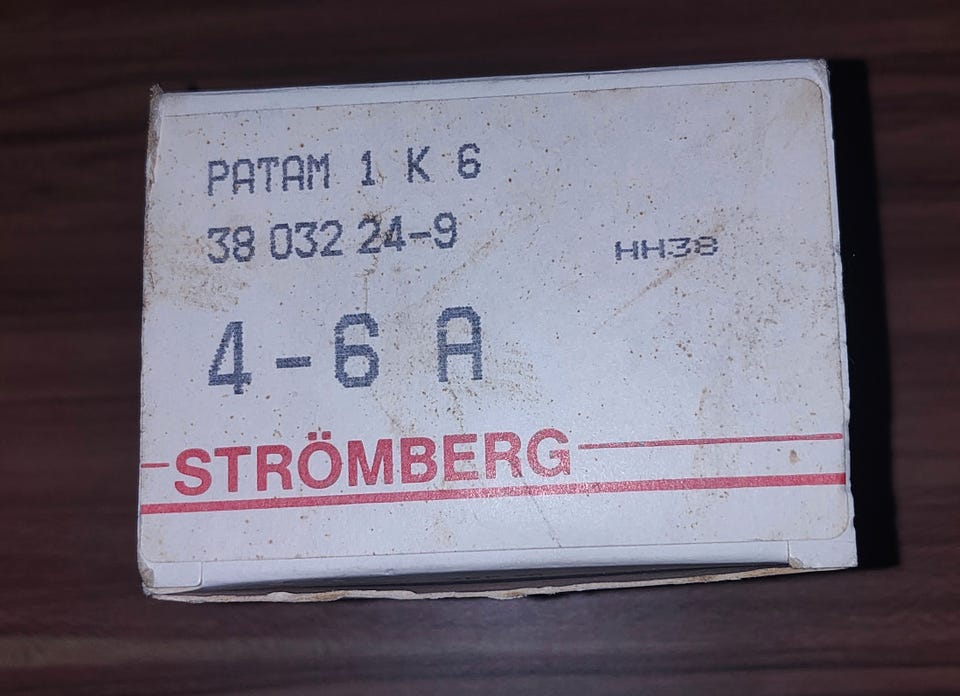 PATAM 1 K 6
38 032 24-9
HH38
4-6 A
STRÖMBERG